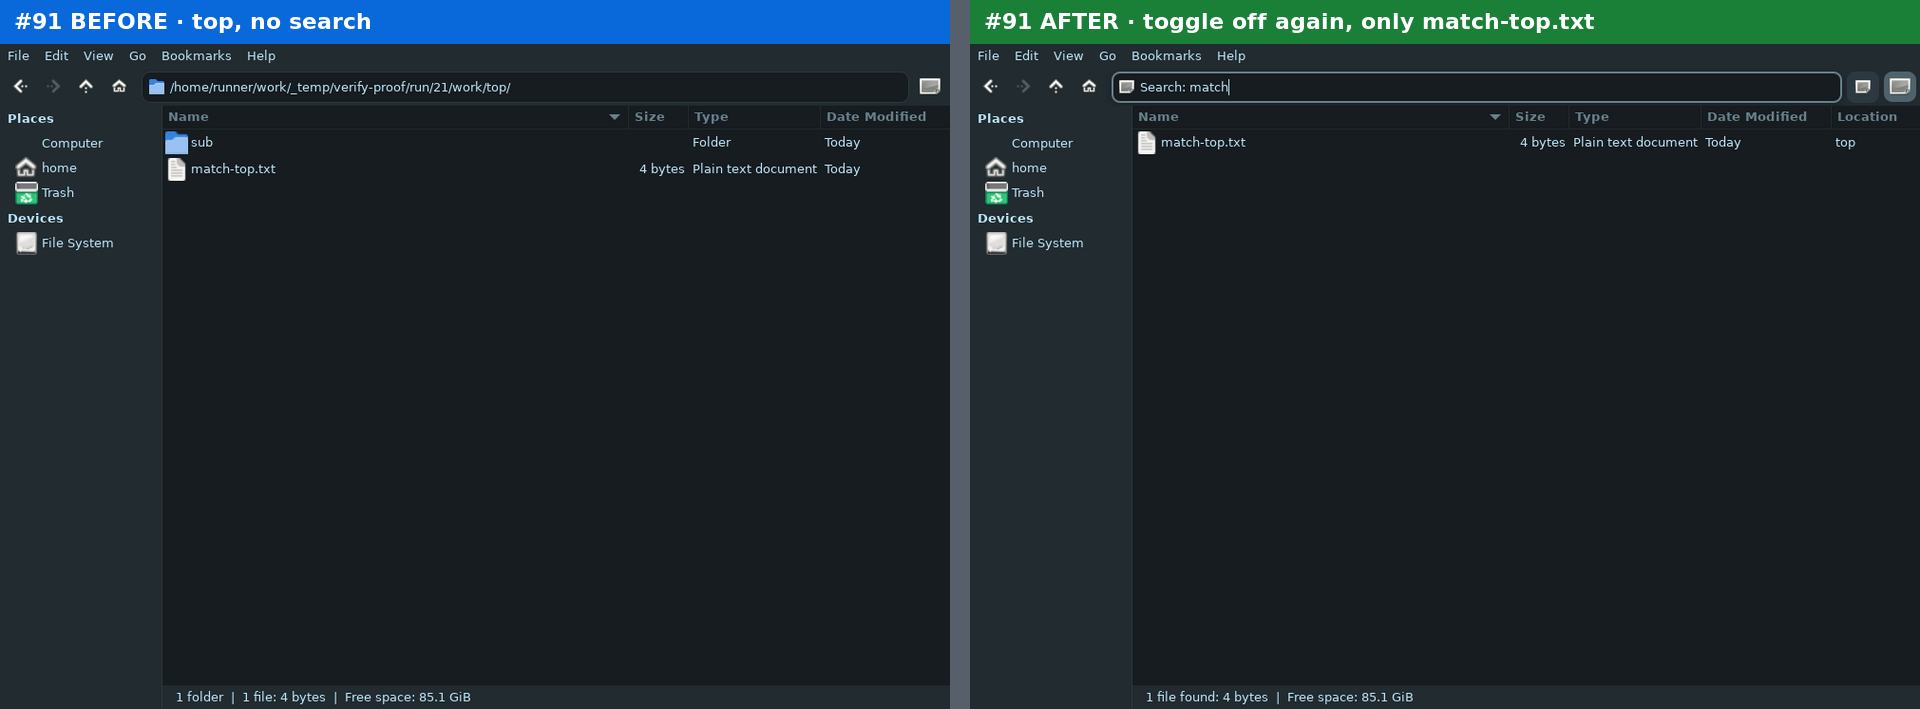 #91 BEFORE · top, no search
File Edit View Go Bookmarks Help
/home/runner/work/_temp/verify-proof/run/21/work/top/
Places
Computer
home
Trash
Devices
File System
Name Size Type Date Modified
sub Folder Today
match-top.txt 4 bytes Plain text document Today
1 folder | 1 file: 4 bytes | Free space: 85.1 GiB
#91 AFTER · toggle off again, only match-top.txt
File Edit View Go Bookmarks Help
Search: match
Places
Computer
home
Trash
Devices
File System
Name Size Type Date Modified Location
match-top.txt 4 bytes Plain text document Today top
1 file found: 4 bytes | Free space: 85.1 GiB